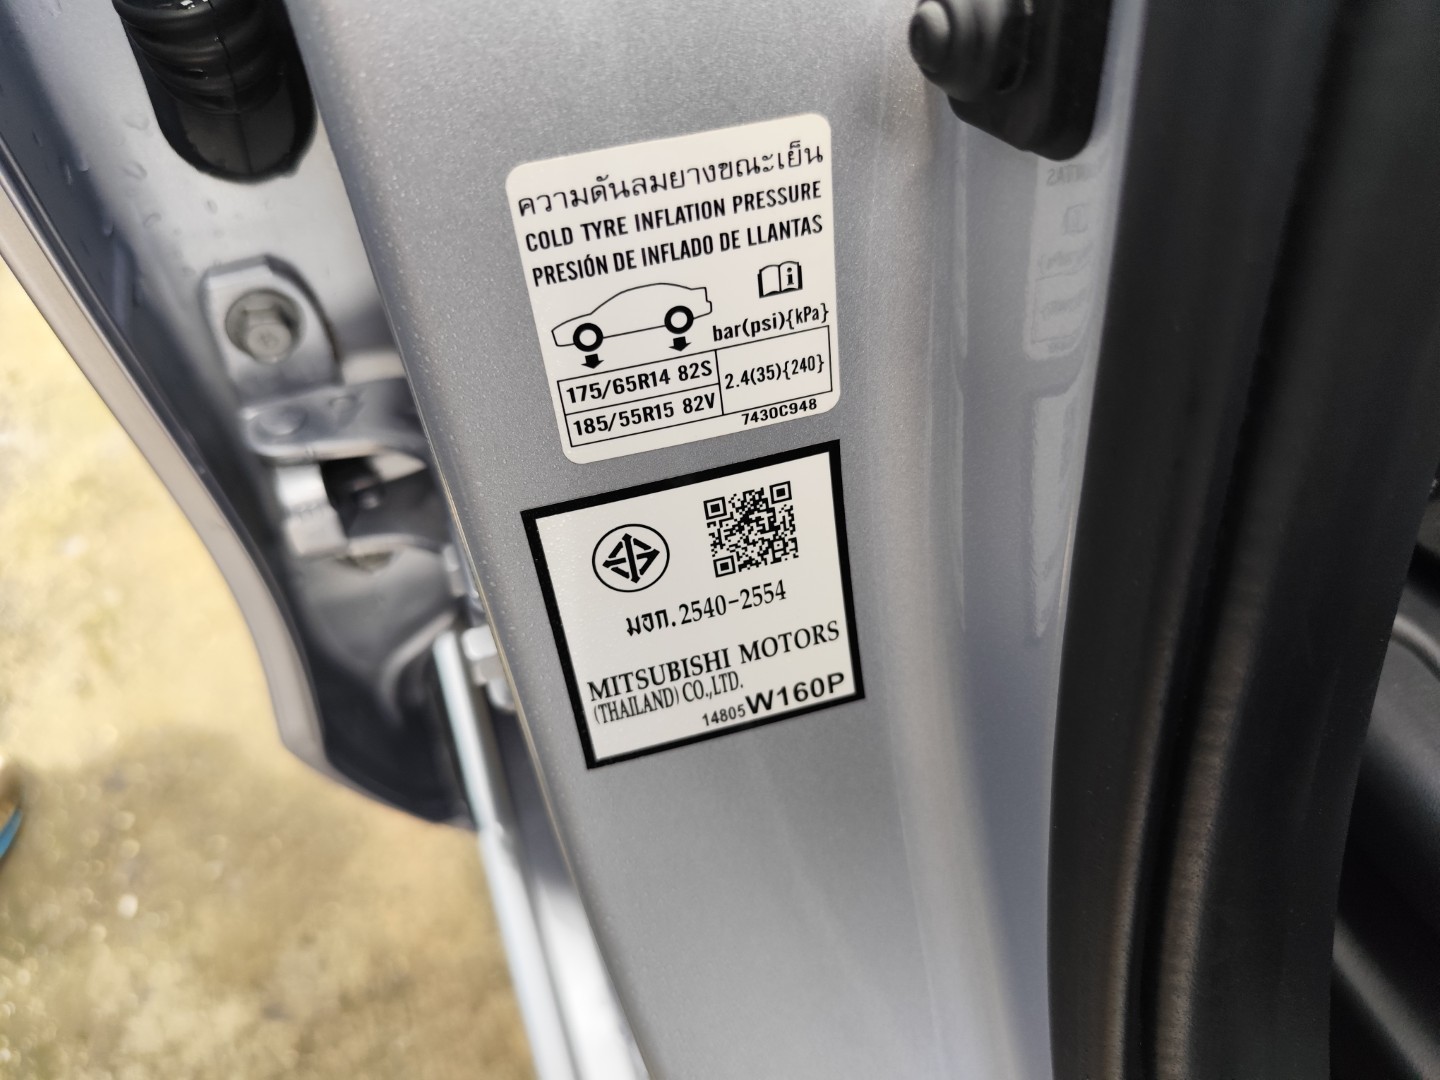 ความดันลมยางขณะเย็น
COLD TYRE INFLATION PRESSURE
PRESIÓN DE INFLADO DE LLANTAS
bar(psi){kPa}
175/65R14 82S
2.4(35){240}
185/55R15 82V
7430C948
มอก.2540-2554
MITSUBISHI MOTORS
(THAILAND) CO.,LTD.
14805 W160P